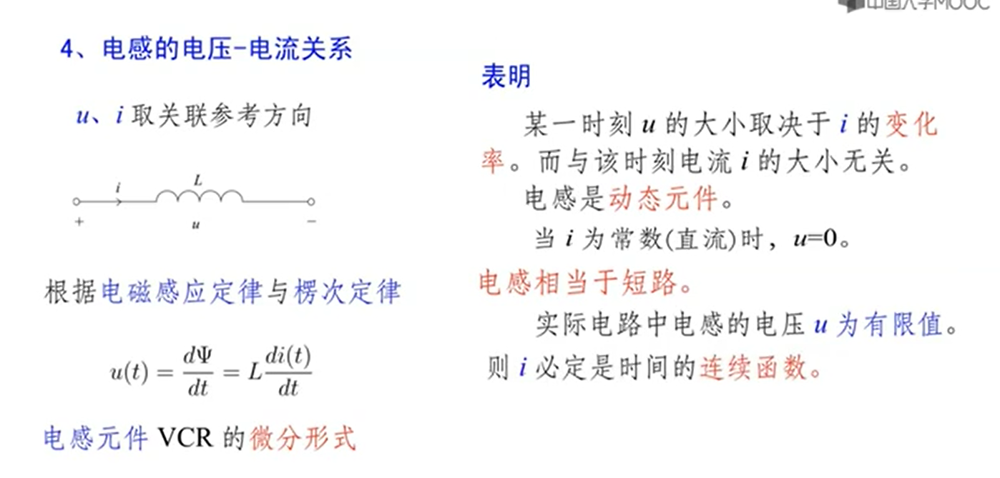 中国大学MOOC
4、电感的电压-电流关系
u、i 取关联参考方向
i
L
+
u
−
根据电磁感应定律与楞次定律
u(t) = dΨ/dt = L di(t)/dt
电感元件 VCR 的微分形式
表明
某一时刻 u 的大小取决于 i 的变化
率。而与该时刻电流 i 的大小无关。
电感是动态元件。
当 i 为常数(直流)时，u=0。
电感相当于短路。
实际电路中电感的电压 u 为有限值。
则 i 必定是时间的连续函数。